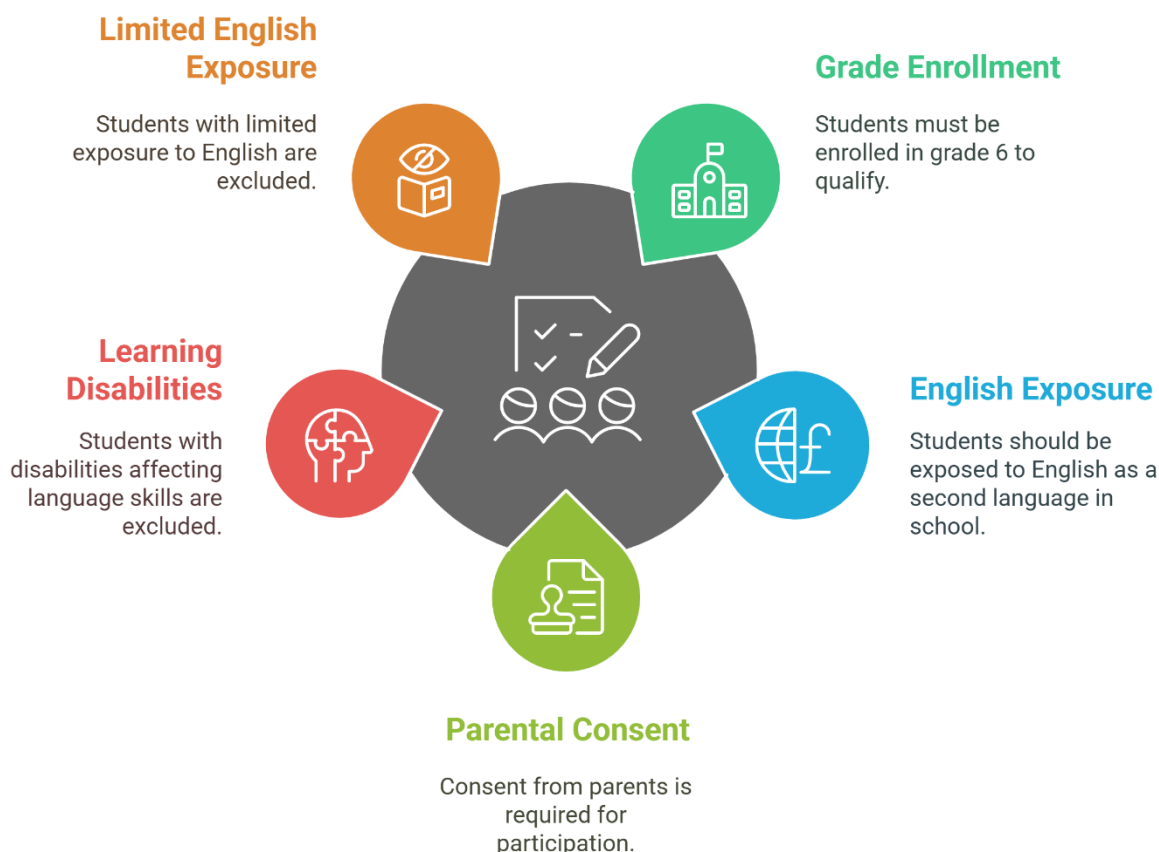 Limited English
Exposure
Students with limited
exposure to English are
excluded.
Grade Enrollment
Students must be
enrolled in grade 6 to
qualify.
Learning
Disabilities
Students with
disabilities affecting
language skills are
excluded.
English Exposure
Students should be
exposed to English as a
second language in
school.
Parental Consent
Consent from parents is
required for
participation.